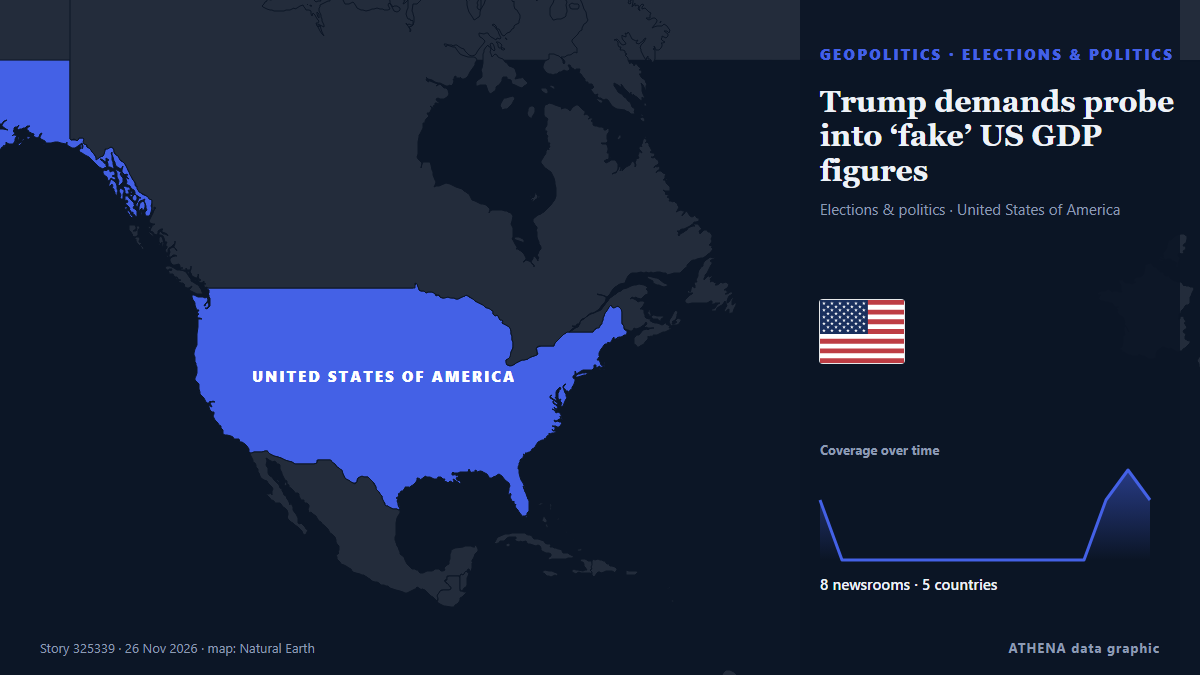 GEOPOLITICS · ELECTIONS & POLITICS
Trump demands probe
into ‘fake’ US GDP
figures
Elections & politics · United States of America
UNITED STATES OF AMERICA
Coverage over time
8 newsrooms · 5 countries
Story 325339 · 26 Nov 2026 · map: Natural Earth
ATHENA data graphic